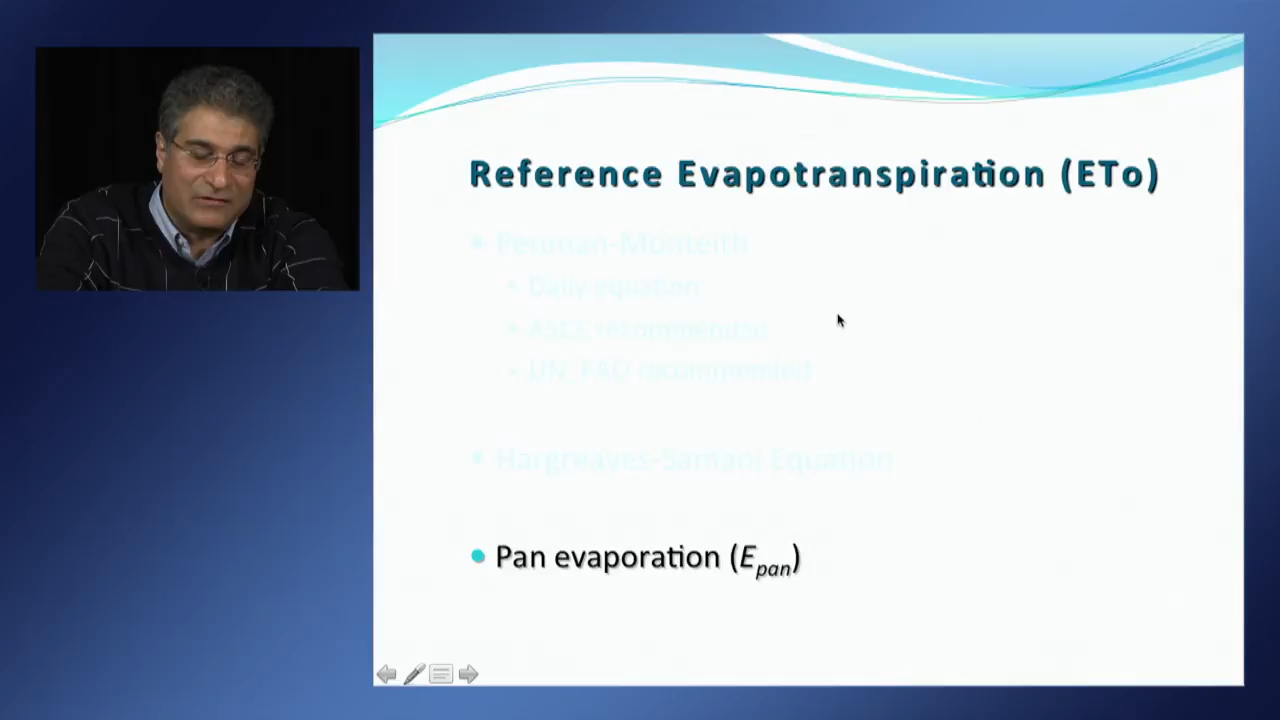 Reference Evapotranspiration (ETo)
• Penman-Monteith
• Daily equation
• ASCE recommended
• UN_FAO recommended
• Hargreaves-Samani Equation
• Pan evaporation (Epan)